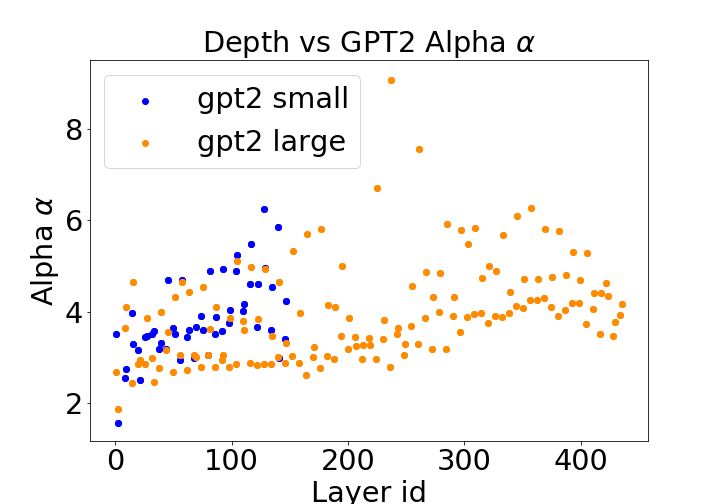 Depth vs GPT2 Alpha α
gpt2 small
gpt2 large
Alpha α
8
6
4
2
0 100 200 300 400
Layer id